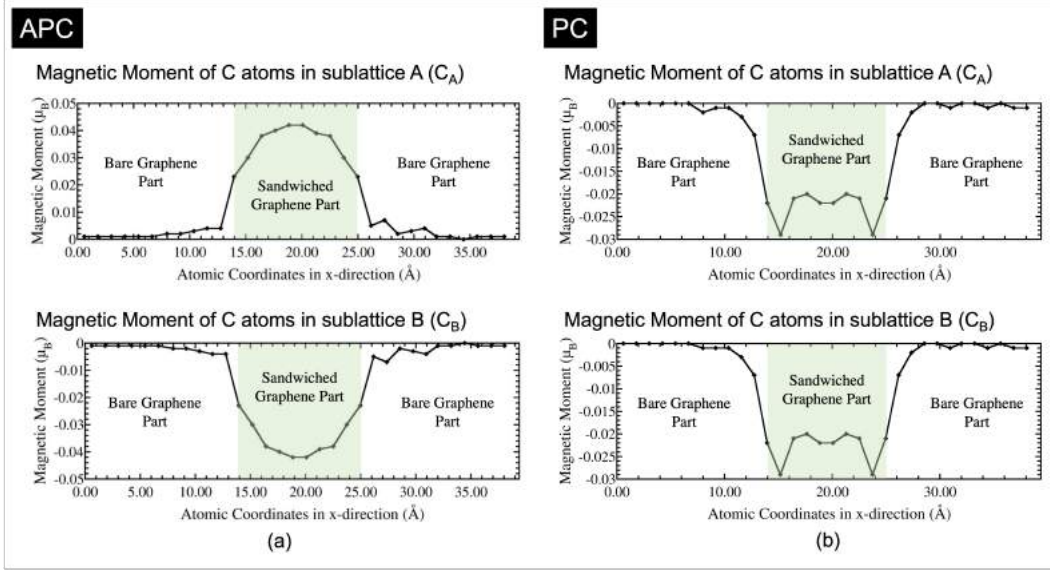 APC
Magnetic Moment of C atoms in sublattice A (CA)
Magnetic Moment (μB)
0.05
0.04
0.03
0.02
0.01
0
Bare Graphene
Part
Sandwiched
Graphene Part
Bare Graphene
Part
0.00 5.00 10.00 15.00 20.00 25.00 30.00 35.00
Atomic Coordinates in x-direction (Å)
Magnetic Moment of C atoms in sublattice B (CB)
Magnetic Moment (μB)
0
-0.01
-0.02
-0.03
-0.04
-0.05
Bare Graphene
Part
Sandwiched
Graphene Part
Bare Graphene
Part
0.00 5.00 10.00 15.00 20.00 25.00 30.00 35.00
Atomic Coordinates in x-direction (Å)
(a)
PC
Magnetic Moment of C atoms in sublattice A (CA)
Magnetic Moment (μB)
0
-0.005
-0.01
-0.015
-0.02
-0.025
-0.03
Bare Graphene
Part
Sandwiched
Graphene Part
Bare Graphene
Part
0.00 10.00 20.00 30.00
Atomic Coordinates in x-direction (Å)
Magnetic Moment of C atoms in sublattice B (CB)
Magnetic Moment (μB)
0
-0.005
-0.01
-0.015
-0.02
-0.025
-0.03
Bare Graphene
Part
Sandwiched
Graphene Part
Bare Graphene
Part
0.00 10.00 20.00 30.00
Atomic Coordinates in x-direction (Å)
(b)